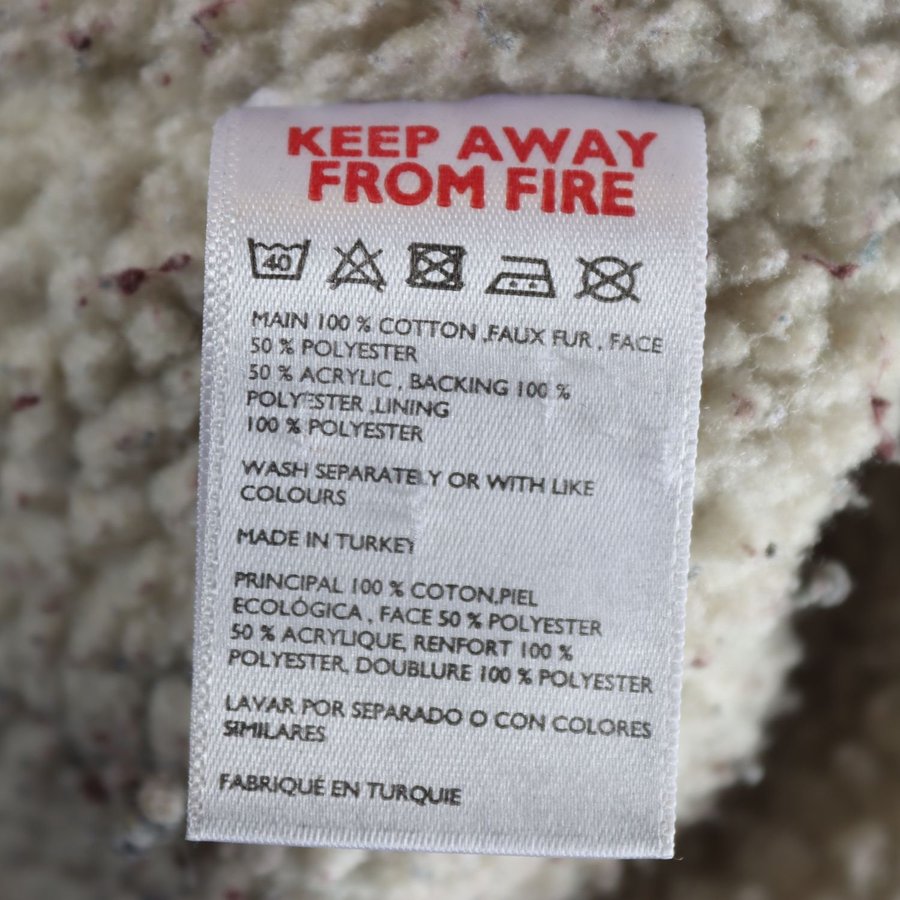 KEEP AWAY
FROM FIRE
40
MAIN 100 % COTTON ,FAUX FUR , FACE
50 % POLYESTER
50 % ACRYLIC , BACKING 100 %
POLYESTER ,LINING
100 % POLYESTER
WASH SEPARATELY OR WITH LIKE
COLOURS
MADE IN TURKEY
PRINCIPAL 100 % COTON,PIEL
ECOLÓGICA , FACE 50 % POLYESTER
50 % ACRYLIQUE, RENFORT 100 %
POLYESTER, DOUBLURE 100 % POLYESTER
LAVAR POR SEPARADO O CON COLORES
SIMILARES
FABRIQUÉ EN TURQUIE